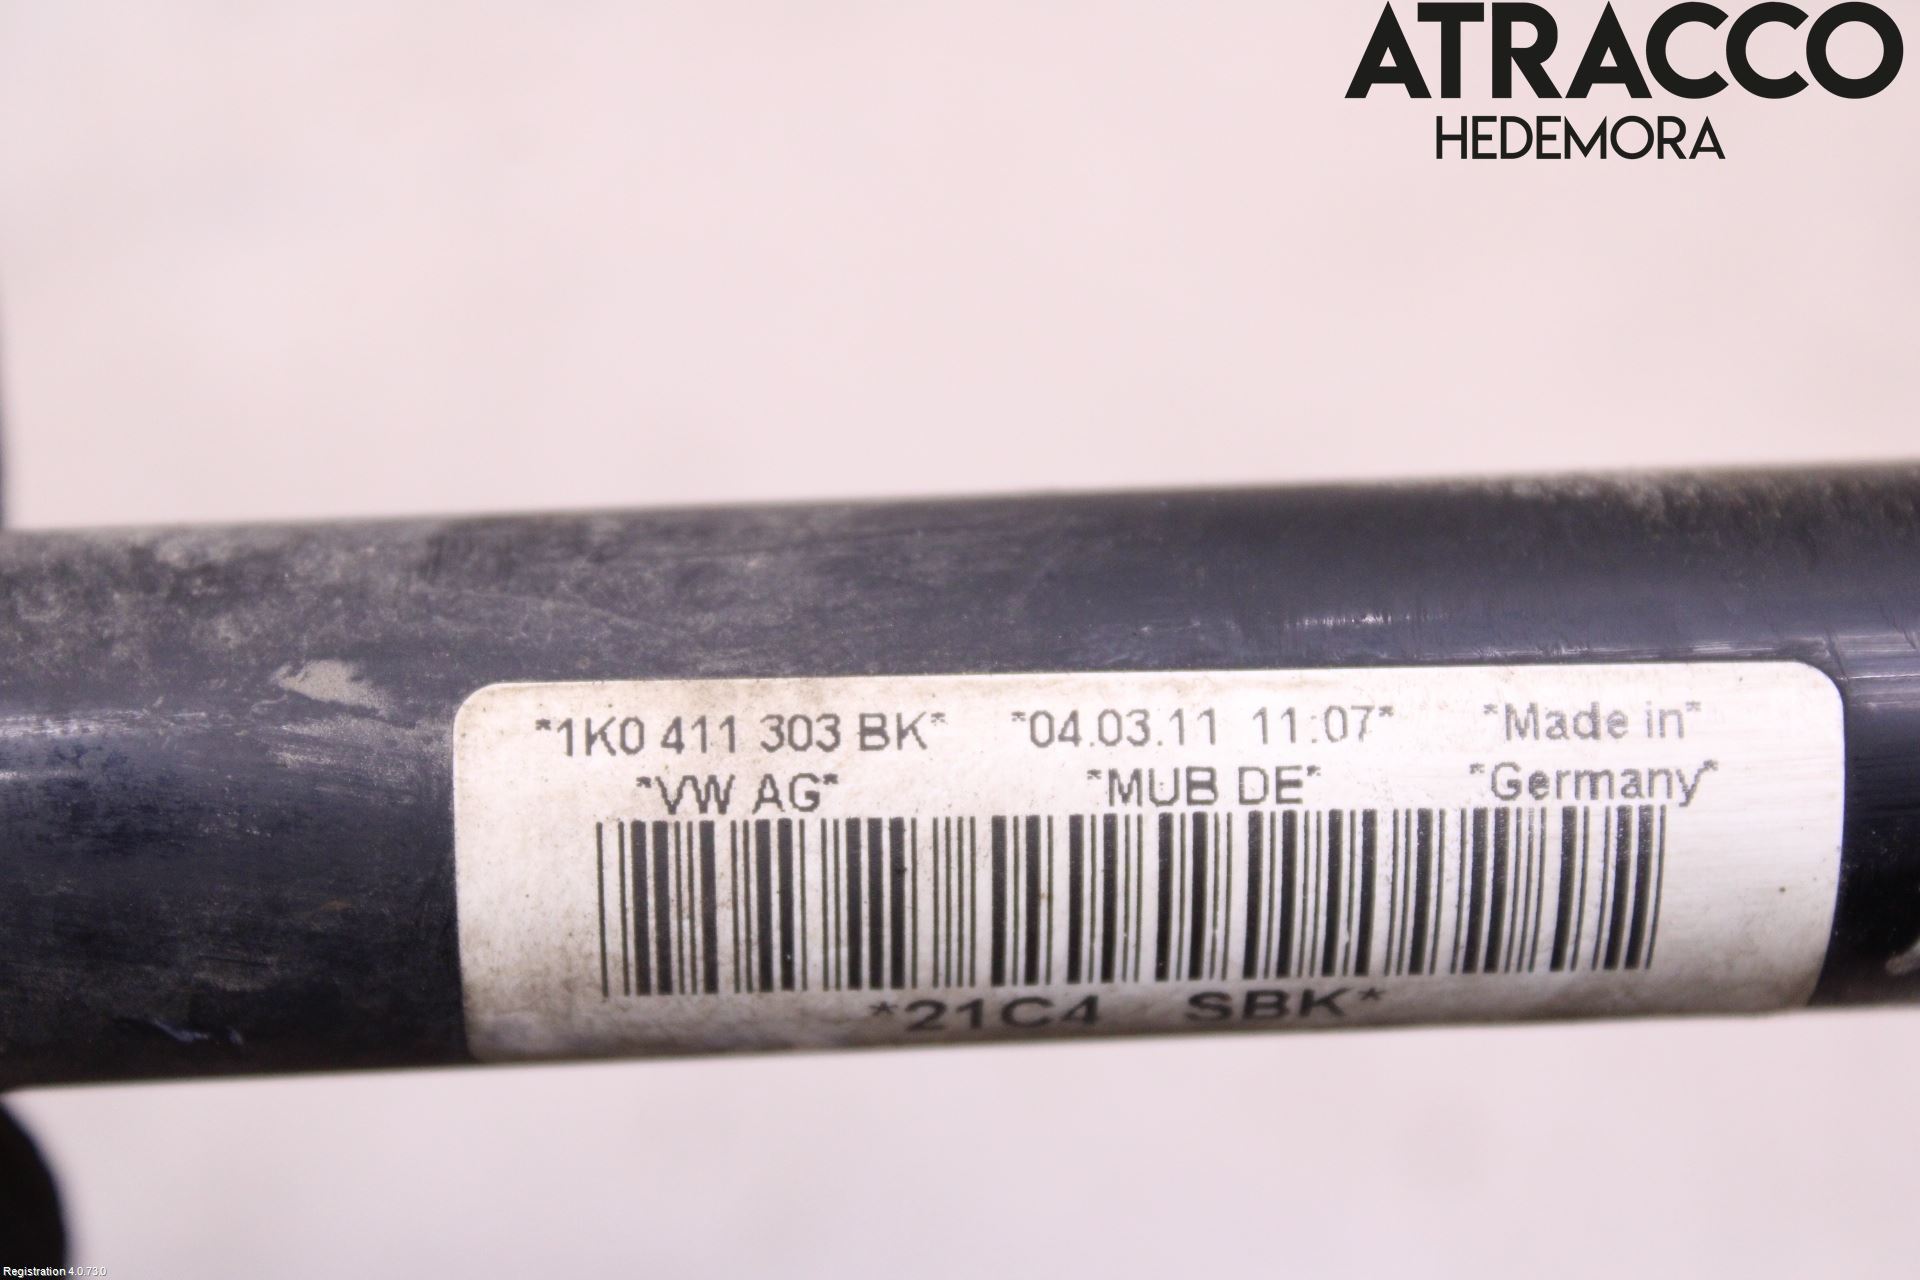 ATRACCO
HEDEMORA
*1K0 411 303 BK* *04.03.11 11:07* *Made in*
*VW AG* *MUB DE* *Germany*
*21C4 SBK*
Registration 4.0.73.0